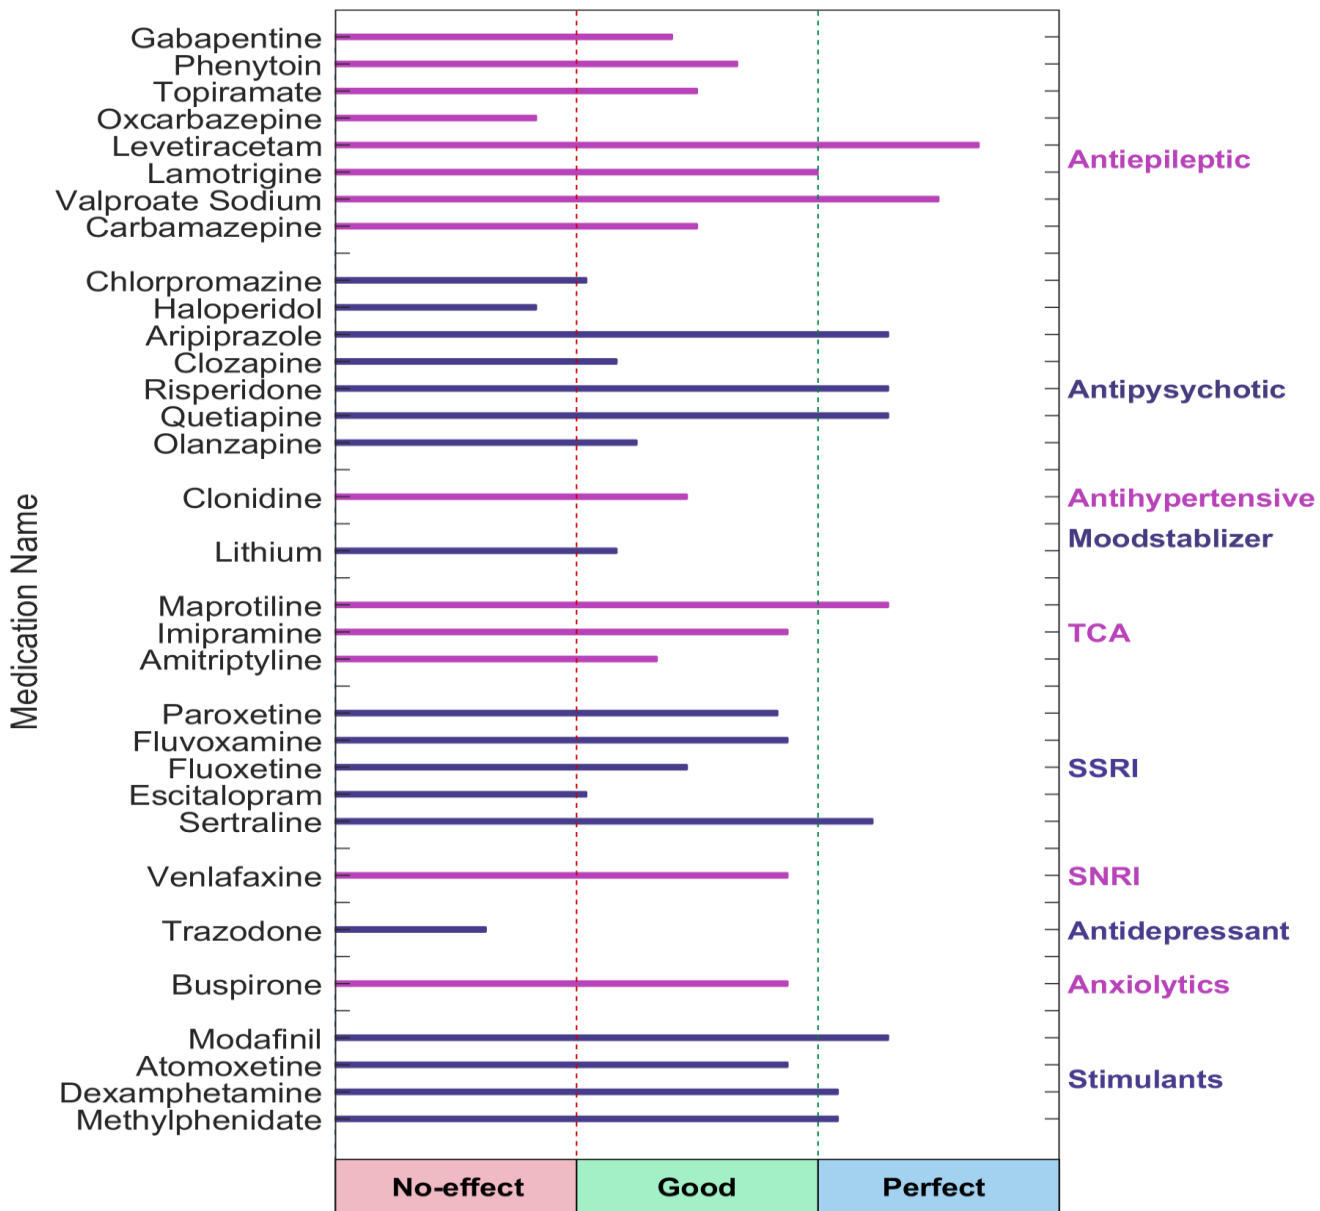 Gabapentine
Phenytoin
Topiramate
Oxcarbazepine
Levetiracetam
Antiepileptic
Lamotrigine
Valproate Sodium
Carbamazepine
Chlorpromazine
Haloperidol
Aripiprazole
Clozapine
Risperidone
Antipysychotic
Quetiapine
Olanzapine
Clonidine
Antihypertensive
Moodstablizer
Lithium
Medication Name
Maprotiline
Imipramine
TCA
Amitriptyline
Paroxetine
Fluvoxamine
Fluoxetine
SSRI
Escitalopram
Sertraline
Venlafaxine
SNRI
Trazodone
Antidepressant
Buspirone
Anxiolytics
Modafinil
Atomoxetine
Stimulants
Dexamphetamine
Methylphenidate
No-effect
Good
Perfect